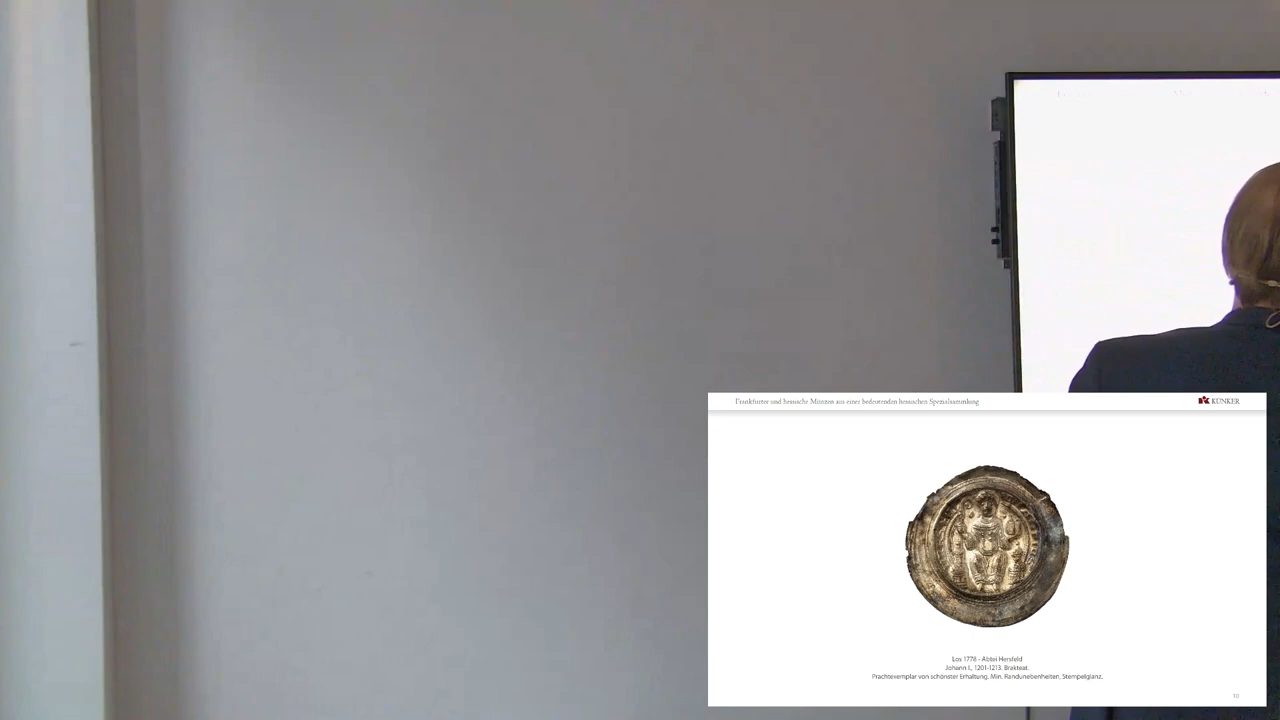 Frankfurter und hessische Münzen aus einer bedeutenden hessischen Spezialsammlung
KÜNKER
Los 1778 - Abtei Hersfeld
Johann I., 1201-1213. Brakteat.
Prachtexemplar von schönster Erhaltung, Min. Randunebenheiten, Stempelglanz.
10